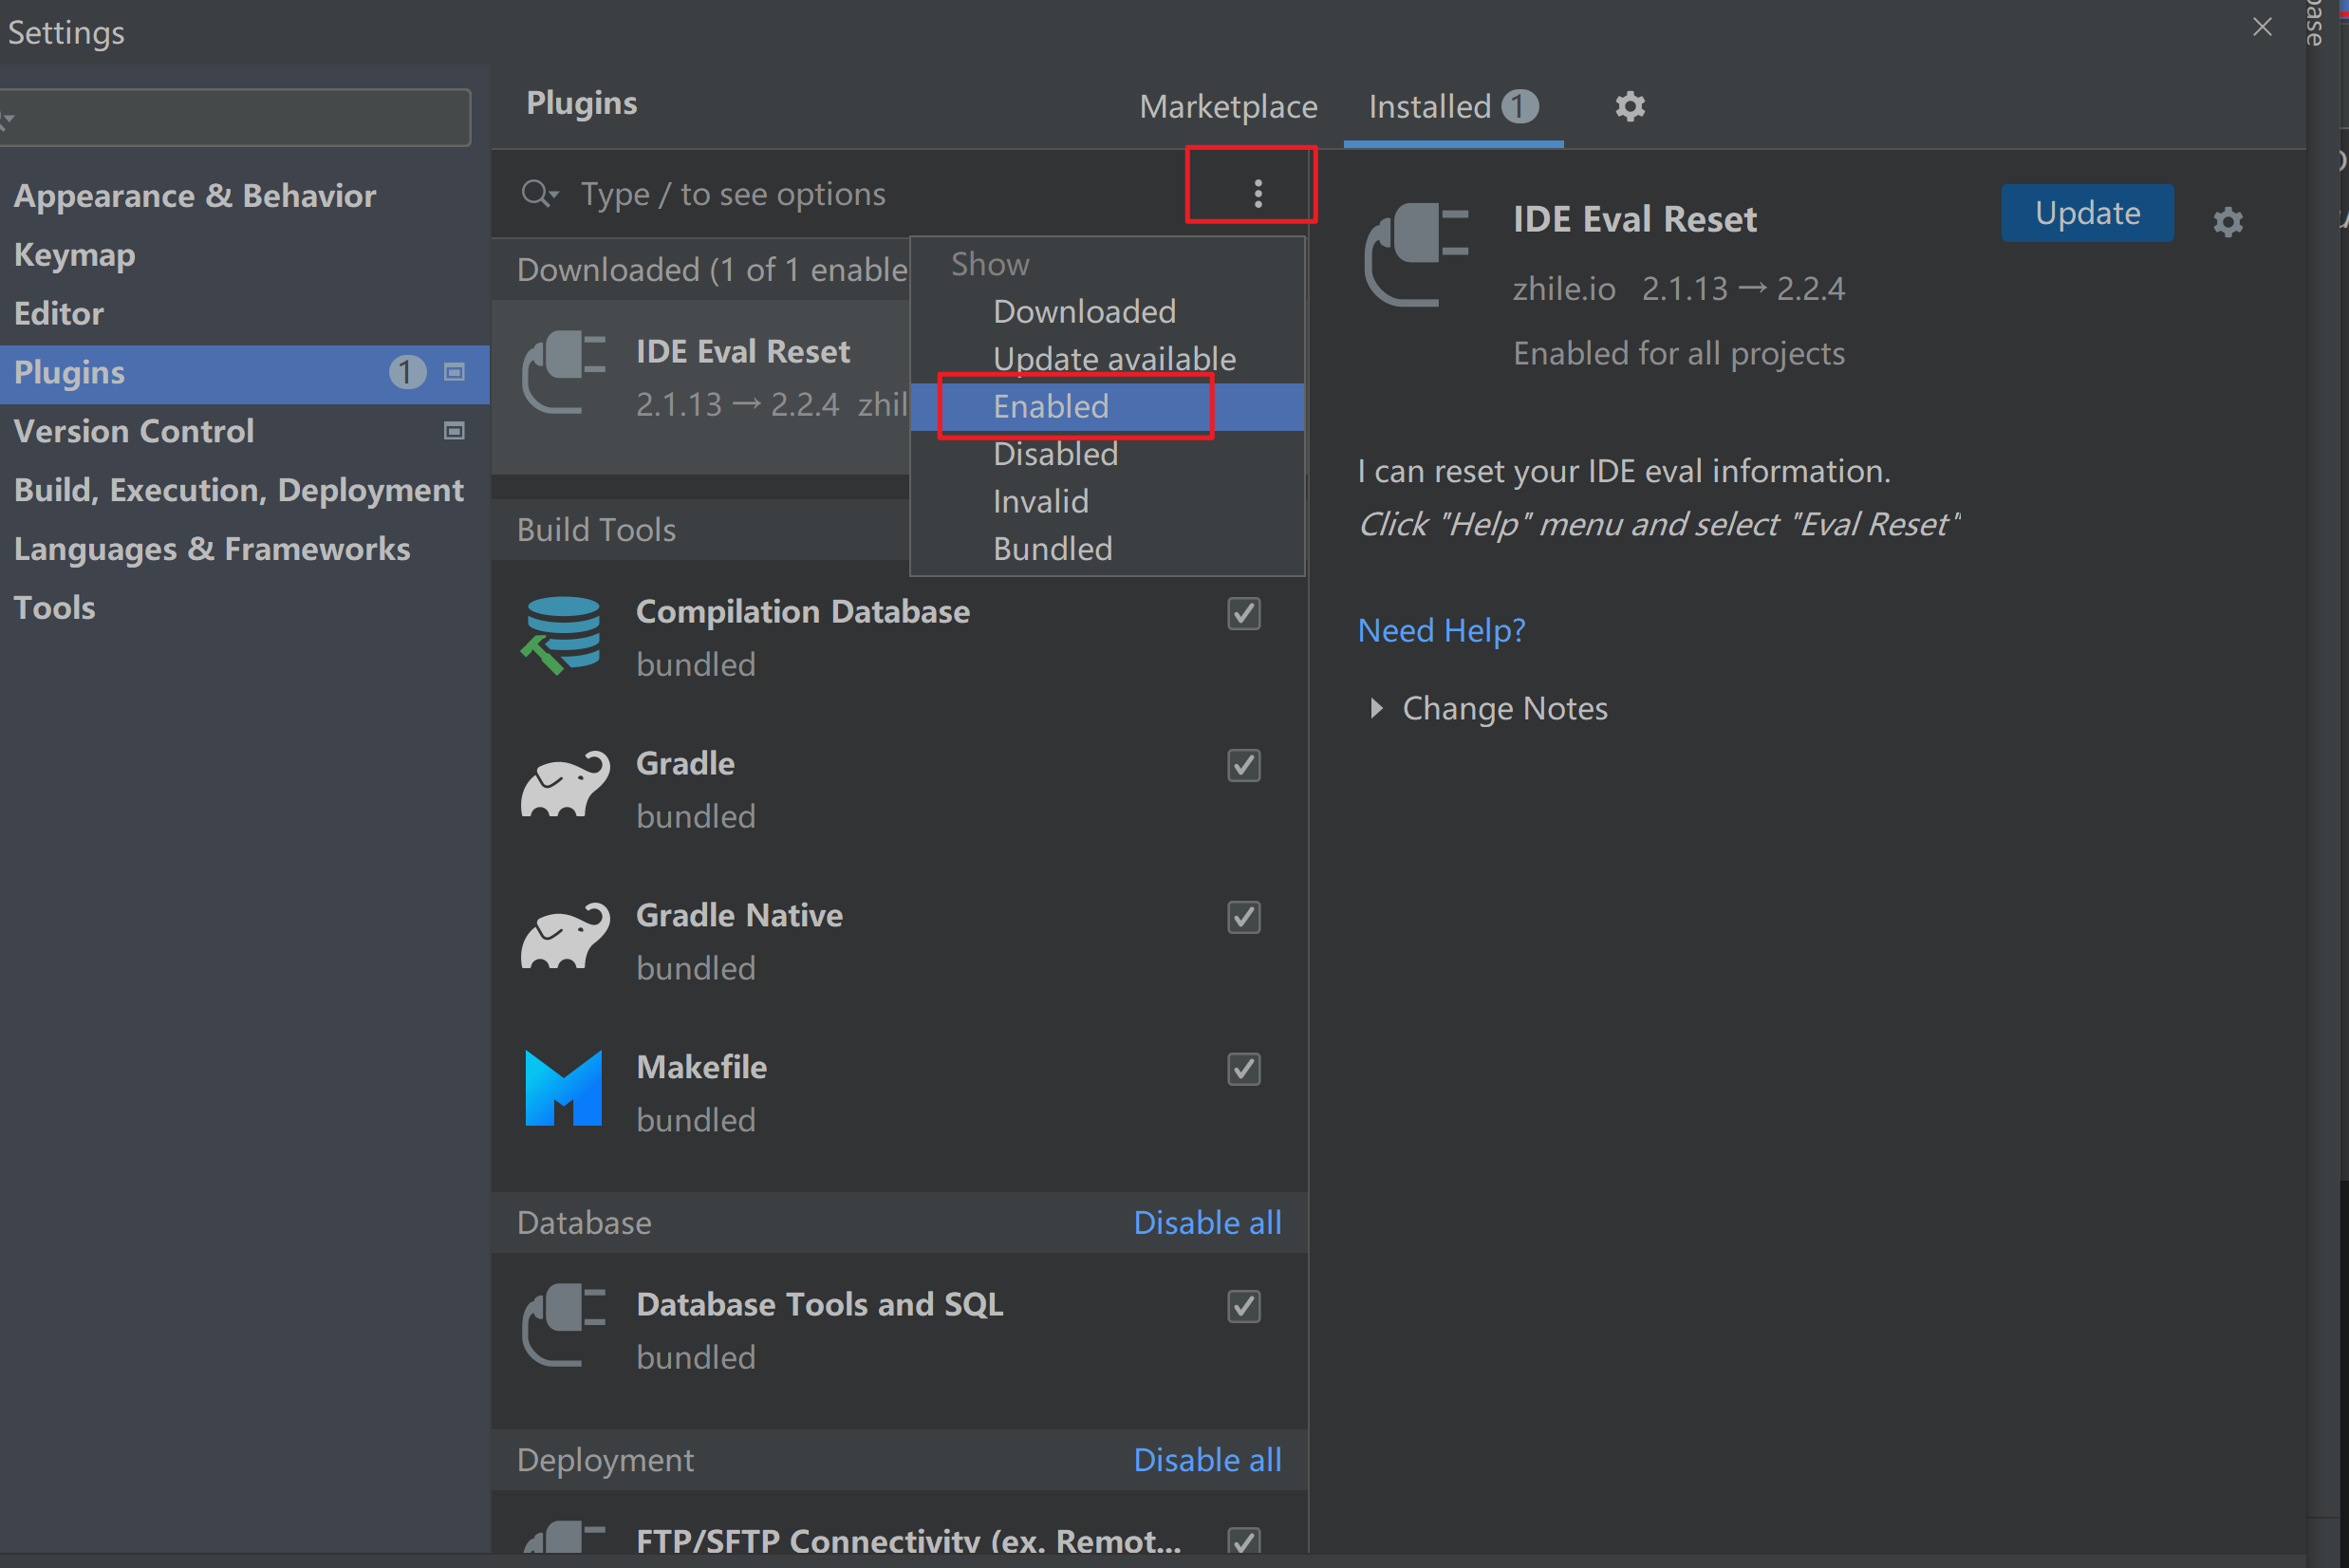 Settings
Appearance & Behavior
Keymap
Editor
Plugins 1
Version Control
Build, Execution, Deployment
Languages & Frameworks
Tools
Plugins
Marketplace
Installed 1
Type / to see options
Downloaded (1 of 1 enable
IDE Eval Reset
2.1.13 → 2.2.4 zhil
Show
Downloaded
Update available
Enabled
Disabled
Invalid
Bundled
Build Tools
Compilation Database
bundled
Gradle
bundled
Gradle Native
bundled
Makefile
bundled
Database Disable all
Database Tools and SQL
bundled
Deployment Disable all
FTP/SFTP Connectivity (ex. Remot...
IDE Eval Reset
Update
zhile.io 2.1.13 → 2.2.4
Enabled for all projects
I can reset your IDE eval information.
Click "Help" menu and select "Eval Reset"
Need Help?
Change Notes